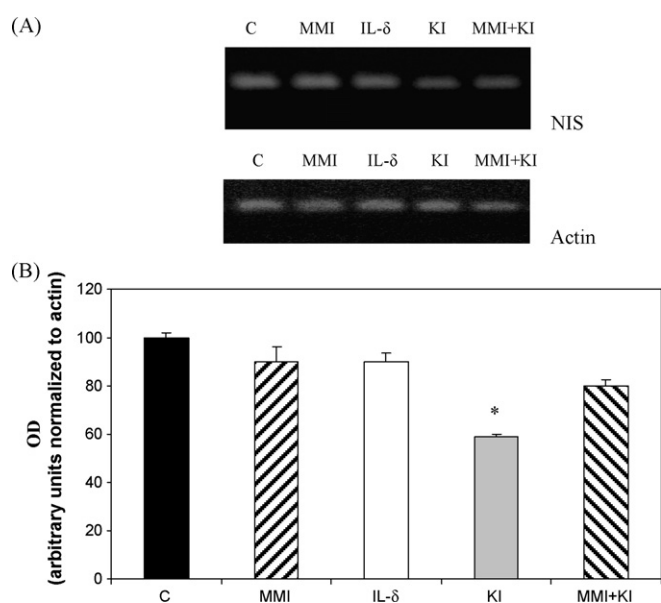 (A)
C MMI IL-δ KI MMI+KI
NIS
C MMI IL-δ KI MMI+KI
Actin
(B)
OD
(arbitrary units normalized to actin)
120
100
80
60
40
20
0
*
C MMI IL-δ KI MMI+KI